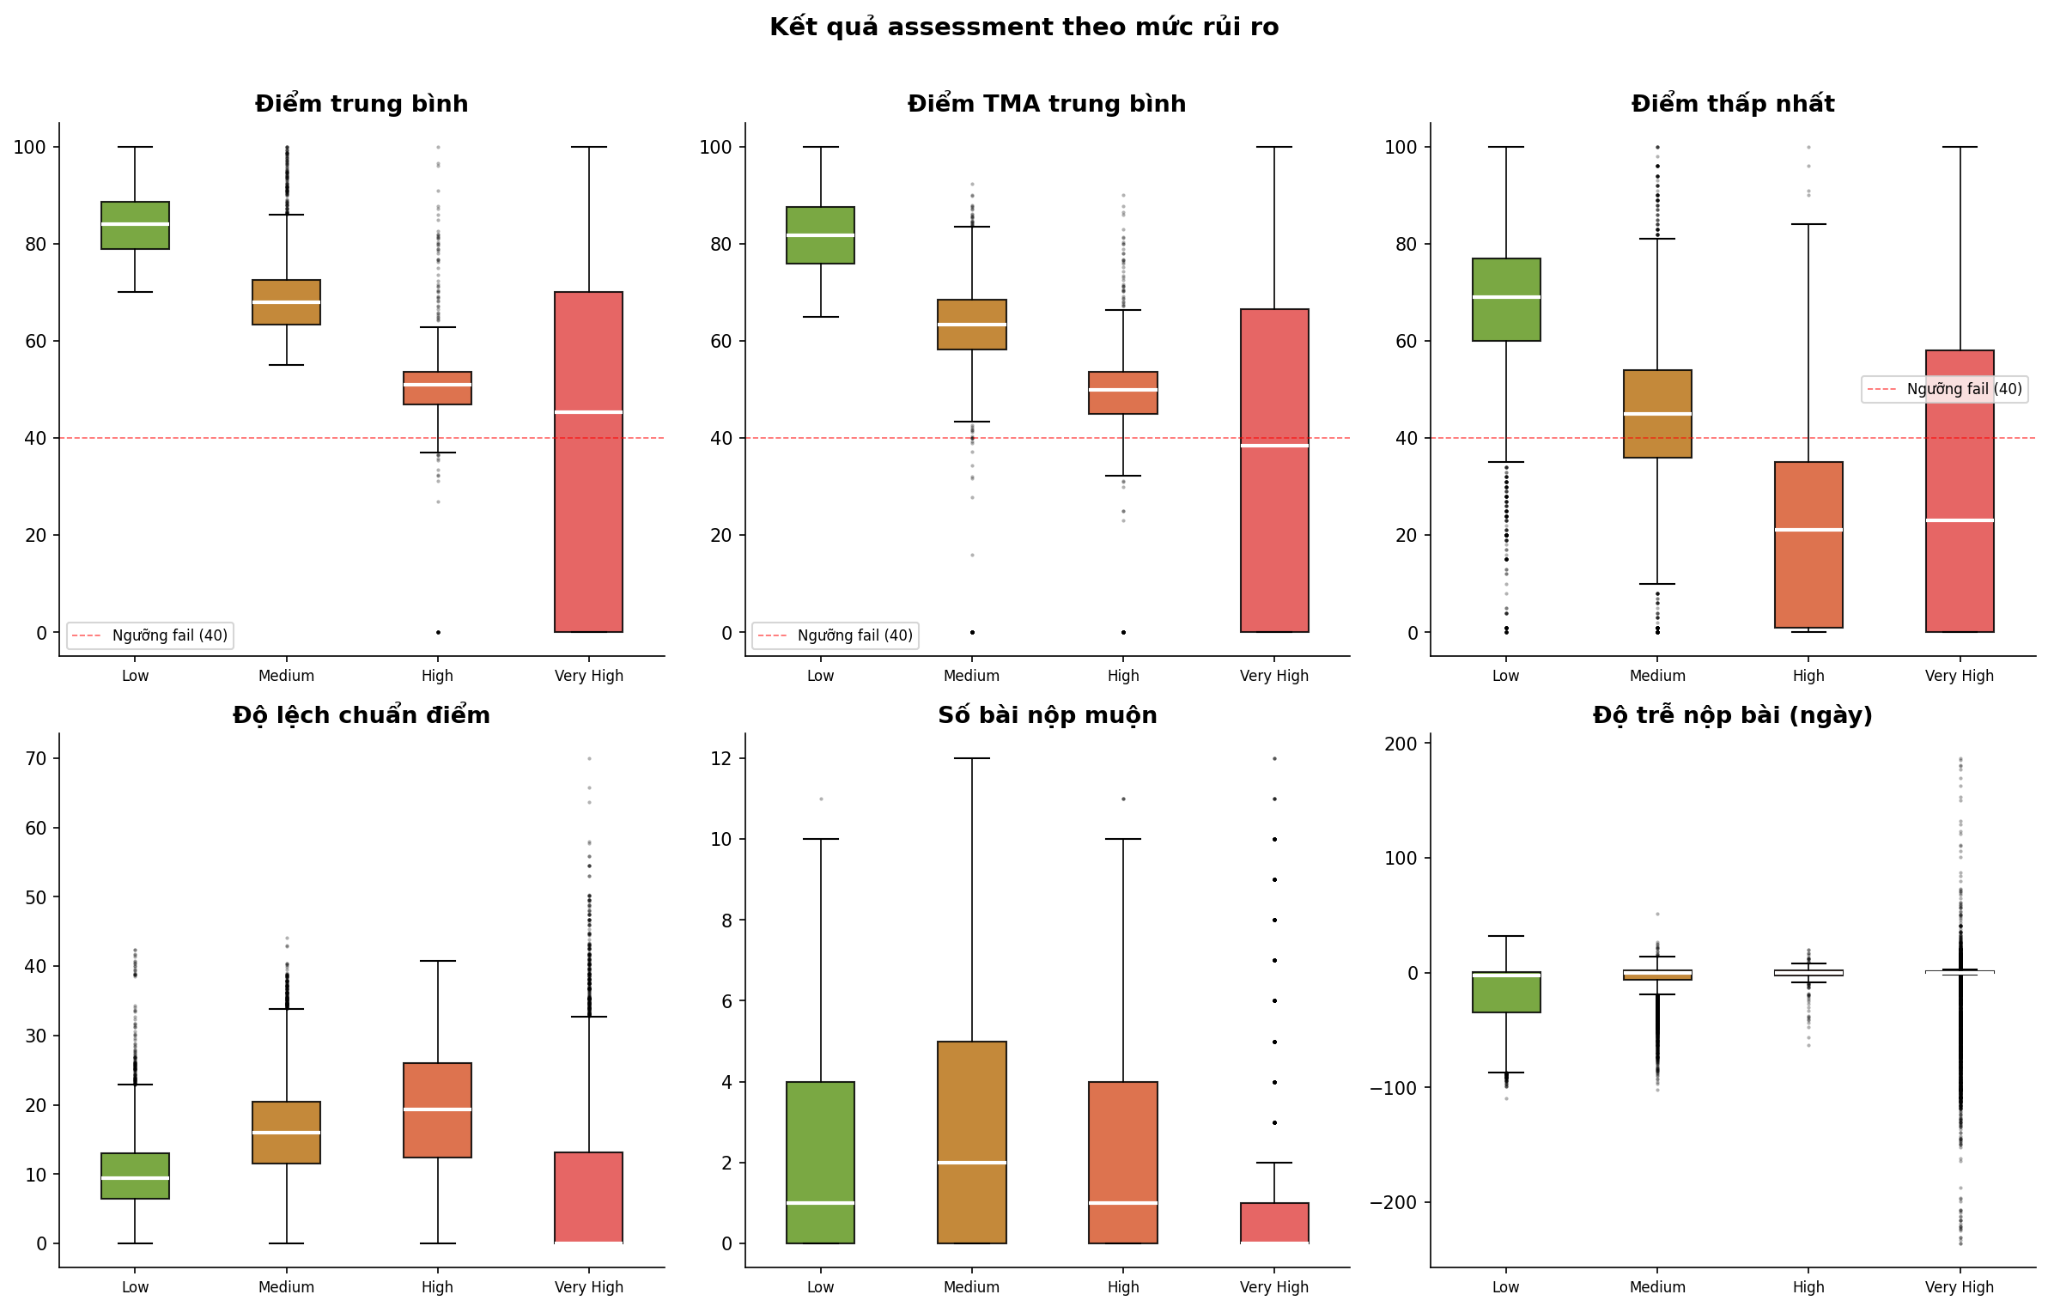 Kết quả assessment theo mức rủi ro
Điểm trung bình
100
80
60
40
20
0
Ngưỡng fail (40)
Low Medium High Very High
Điểm TMA trung bình
100
80
60
40
20
0
Ngưỡng fail (40)
Low Medium High Very High
Điểm thấp nhất
100
80
60
40
20
0
Ngưỡng fail (40)
Low Medium High Very High
Độ lệch chuẩn điểm
70
60
50
40
30
20
10
0
Low Medium High Very High
Số bài nộp muộn
12
10
8
6
4
2
0
Low Medium High Very High
Độ trễ nộp bài (ngày)
200
100
0
−100
−200
Low Medium High Very High